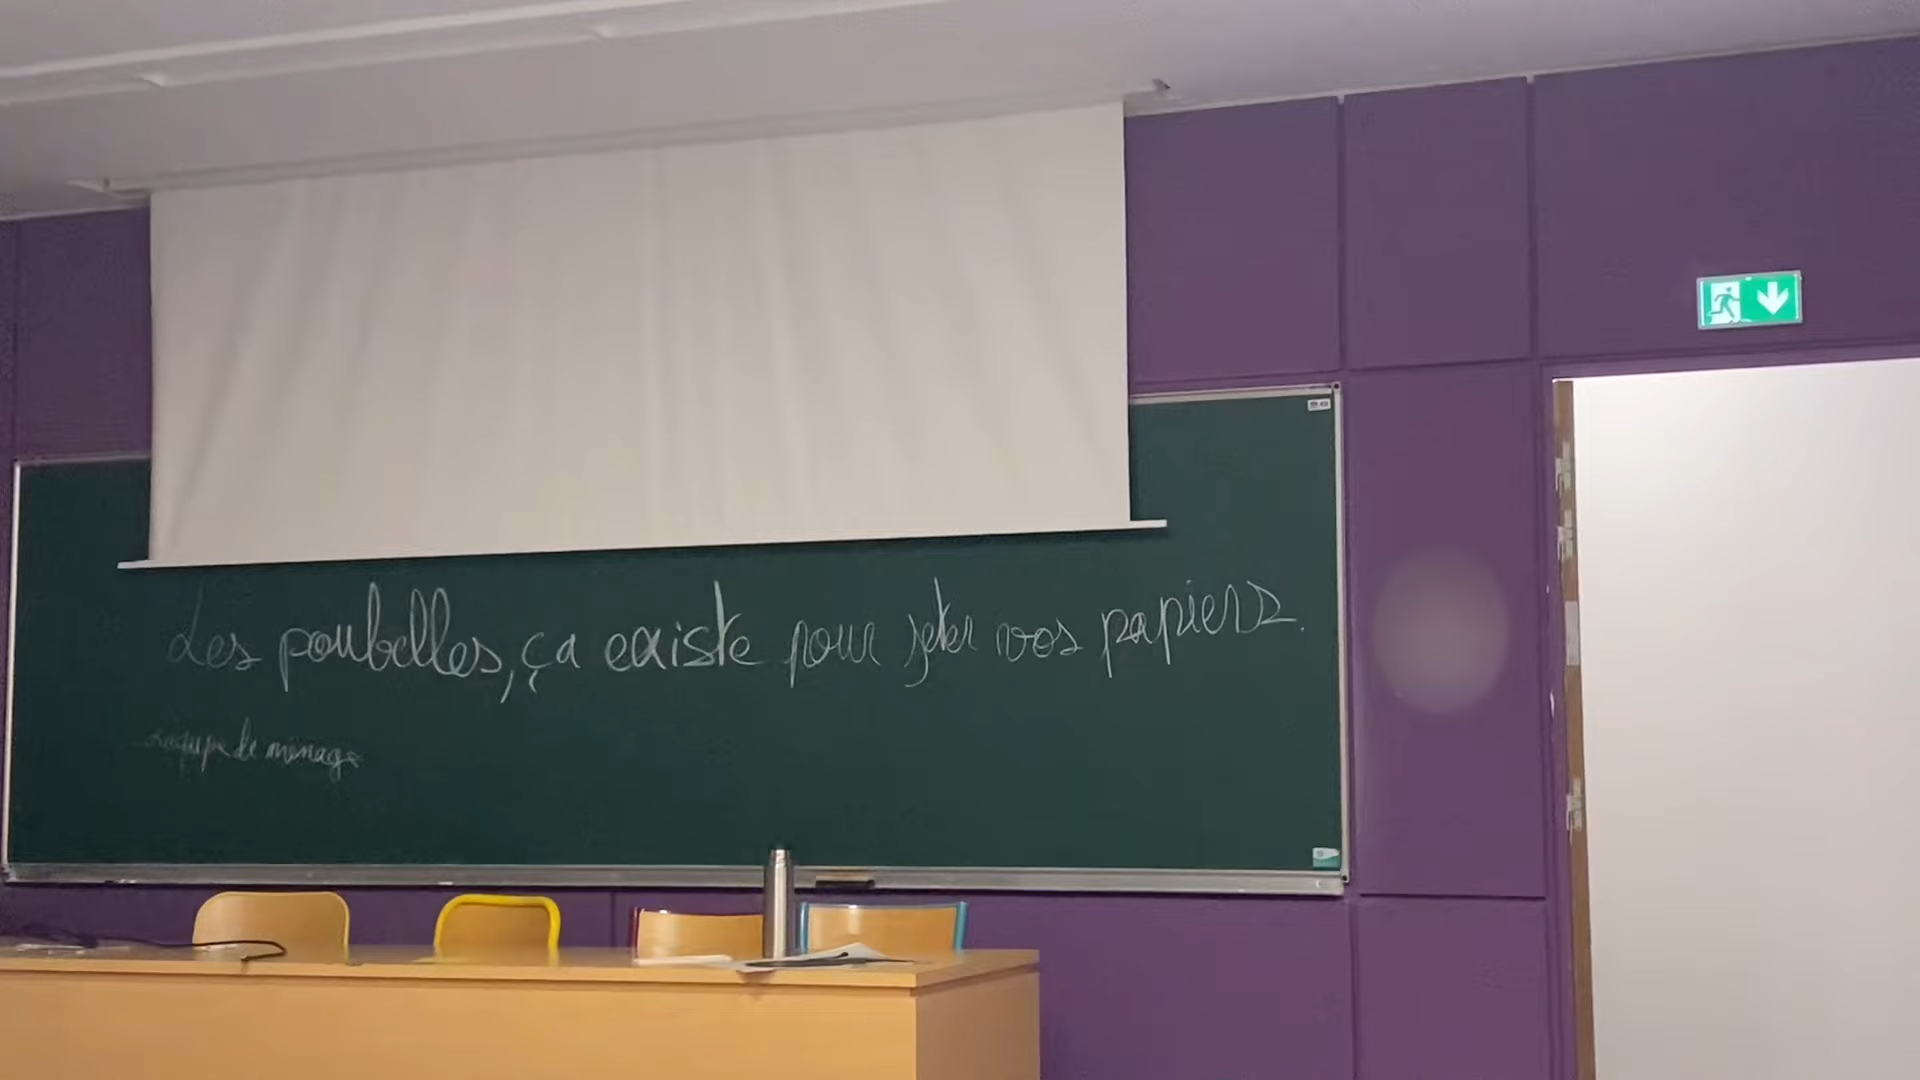 Les poubelles, ça existe pour jeter vos papiers.
L'équipe de ménage